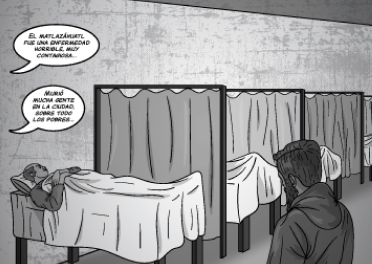 EL MATLAZÁHUATL
FUE UNA ENFERMEDAD
HORRIBLE, MUY
CONTAGIOSA...
MURIÓ
MUCHA GENTE
EN LA CIUDAD,
SOBRE TODO
LOS POBRES...